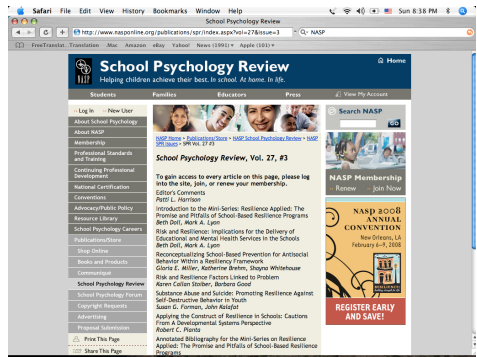 Safari File Edit View History Bookmarks Window Help Sun 8:38 PM
School Psychology Review
http://www.nasponline.org/publications/spr/index.aspx?vol=27&issue=3 Q- NASP
FreeTranslat..Translation .Mac Amazon eBay Yahoo! News (1991) Apple (101)
Home
NASP
School Psychology Review
Helping children achieve their best. In school. At home. In life.
Students Families Educators Press View My Account
Log In New User
About School Psychology
About NASP
Membership
Professional Standards
and Training
Continuing Professional
Development
National Certification
Conventions
Advocacy/Public Policy
Resource Library
School Psychology Careers
Publications/Store
Shop Online
Books and Products
Communiqué
School Psychology Review
School Psychology Forum
Copyright Requests
Advertising
Proposal Submission
Print This Page
Share This Page
NASP Home > Publications/Store > NASP School Psychology Review > NASP
SPR Issues > SPR Vol. 27 #3
School Psychology Review, Vol. 27, #3
To gain access to every article on this page, please log
into the site, join, or renew your membership.
Editor's Comments
Patti L. Harrison
Introduction to the Mini-Series: Resilience Applied: The
Promise and Pitfalls of School-Based Resilience Programs
Beth Doll, Mark A. Lyon
Risk and Resilience: Implications for the Delivery of
Educational and Mental Health Services in the Schools
Beth Doll, Mark A. Lyon
Reconceptualizing School-Based Prevention for Antisocial
Behavior Within a Resiliency Framework
Gloria E. Miller, Katherine Brehm, Shayna Whitehouse
Risk and Resilience Factors Linked to Problem
Karen Callan Stoiber, Barbara Good
Substance Abuse and Suicide: Promoting Resilience Against
Self-Destructive Behavior in Youth
Susan G. Forman, John Kalafat
Applying the Construct of Resilience in Schools: Cautions
From A Developmental Systems Perspective
Robert C. Pianta
Annotated Bibliography for the Mini-Series on Resilience
Applied: The Promise and Pitfalls of School-Based Resilience
Programs
Search NASP
GO
NASP Membership
Renew Join Now
NASP 2008
ANNUAL
CONVENTION
New Orleans, LA
February 6-9, 2008
RESILIENCE
REGISTER EARLY
AND SAVE!